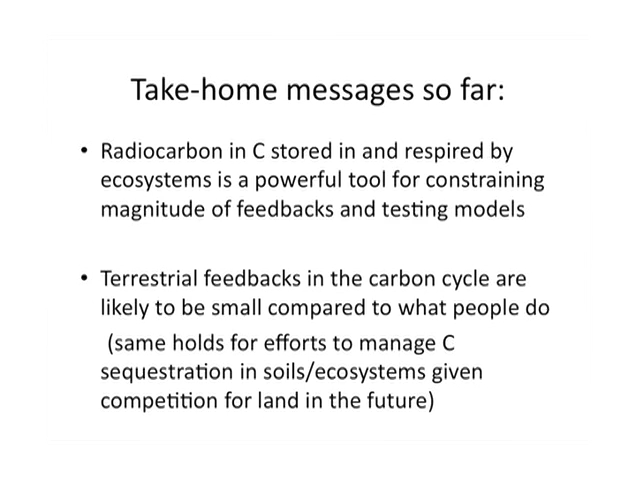 Take-home messages so far:
• Radiocarbon in C stored in and respired by
ecosystems is a powerful tool for constraining
magnitude of feedbacks and testing models
• Terrestrial feedbacks in the carbon cycle are
likely to be small compared to what people do
(same holds for efforts to manage C
sequestration in soils/ecosystems given
competition for land in the future)